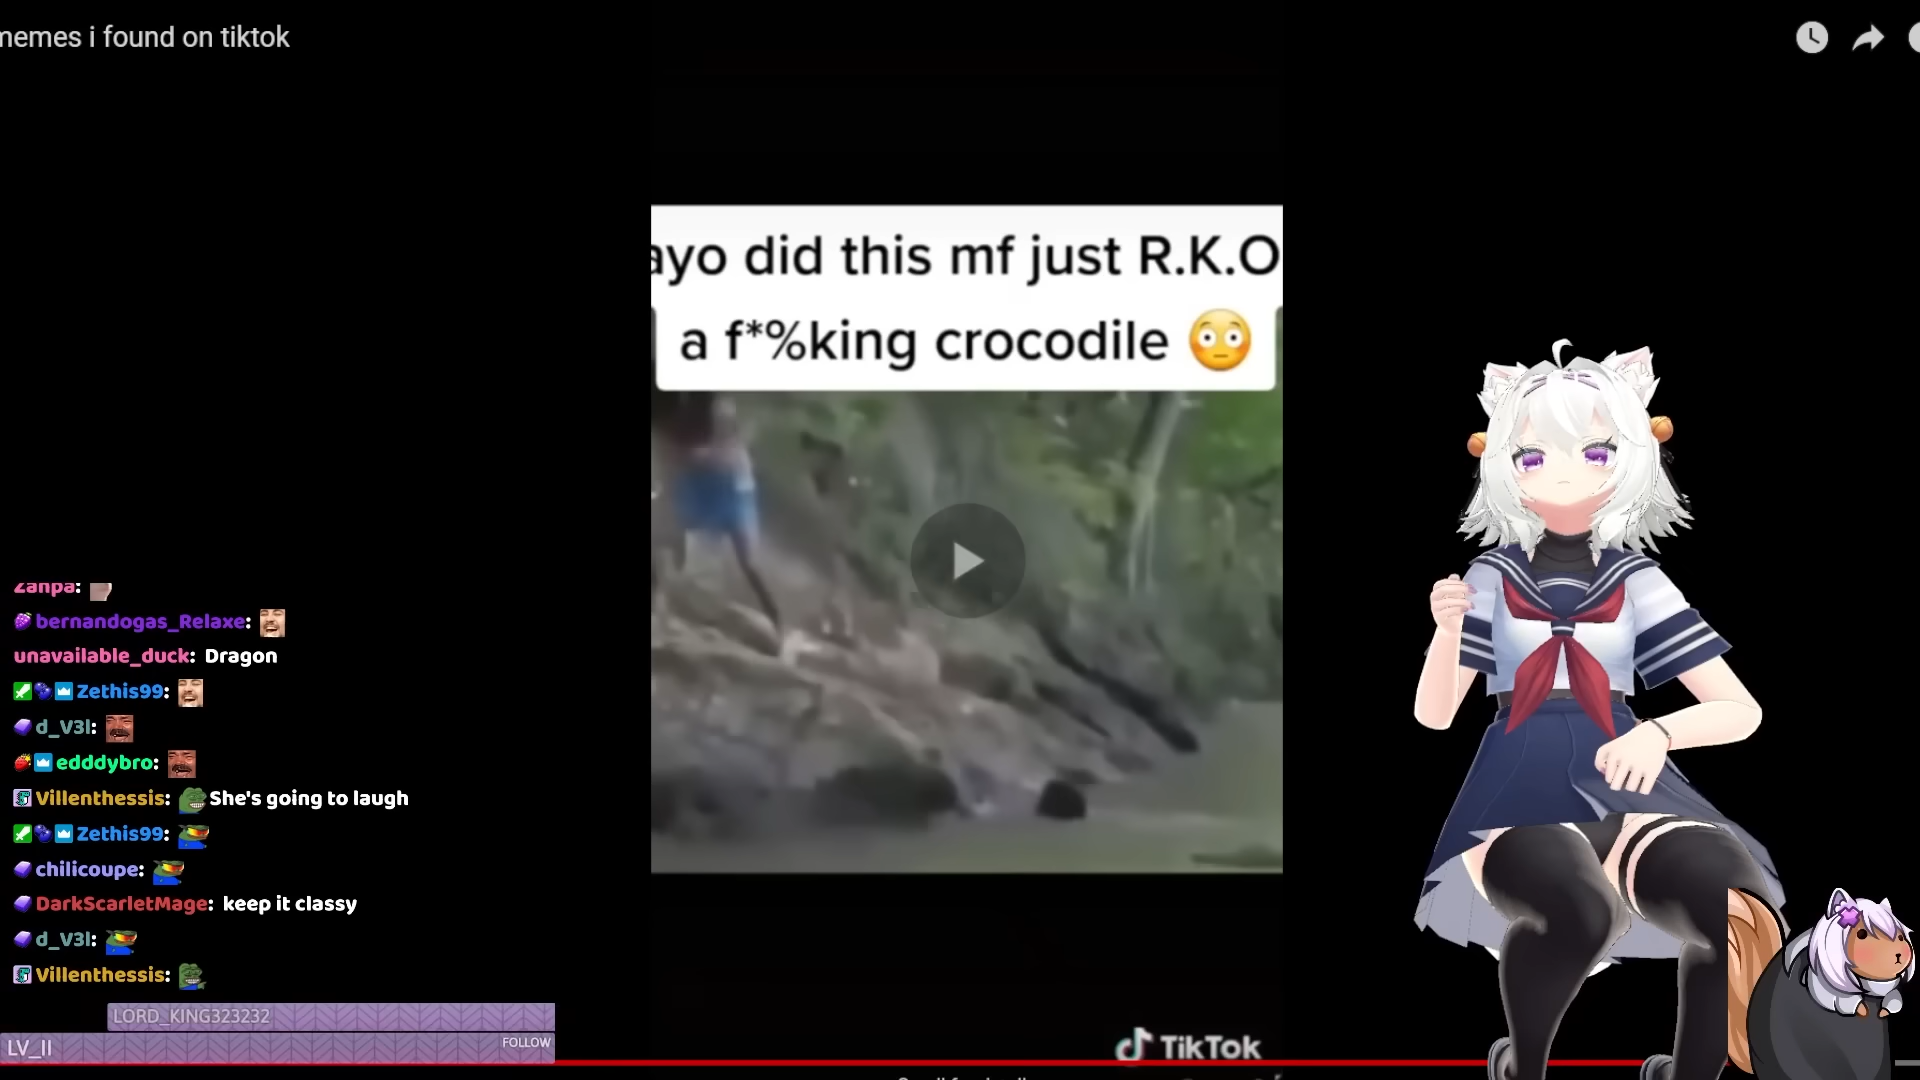 memes i found on tiktok
ayo did this mf just R.K.O
a f*%king crocodile 😳
Zanpa:
bernandogas_Relaxe:
unavailable_duck: Dragon
Zethis99:
d_V3l:
edddybro:
Villenthessis: She's going to laugh
Zethis99:
chilicoupe:
DarkScarletMage: keep it classy
d_V3l:
Villenthessis:
LORD_KING323232
LV_II FOLLOW
TikTok